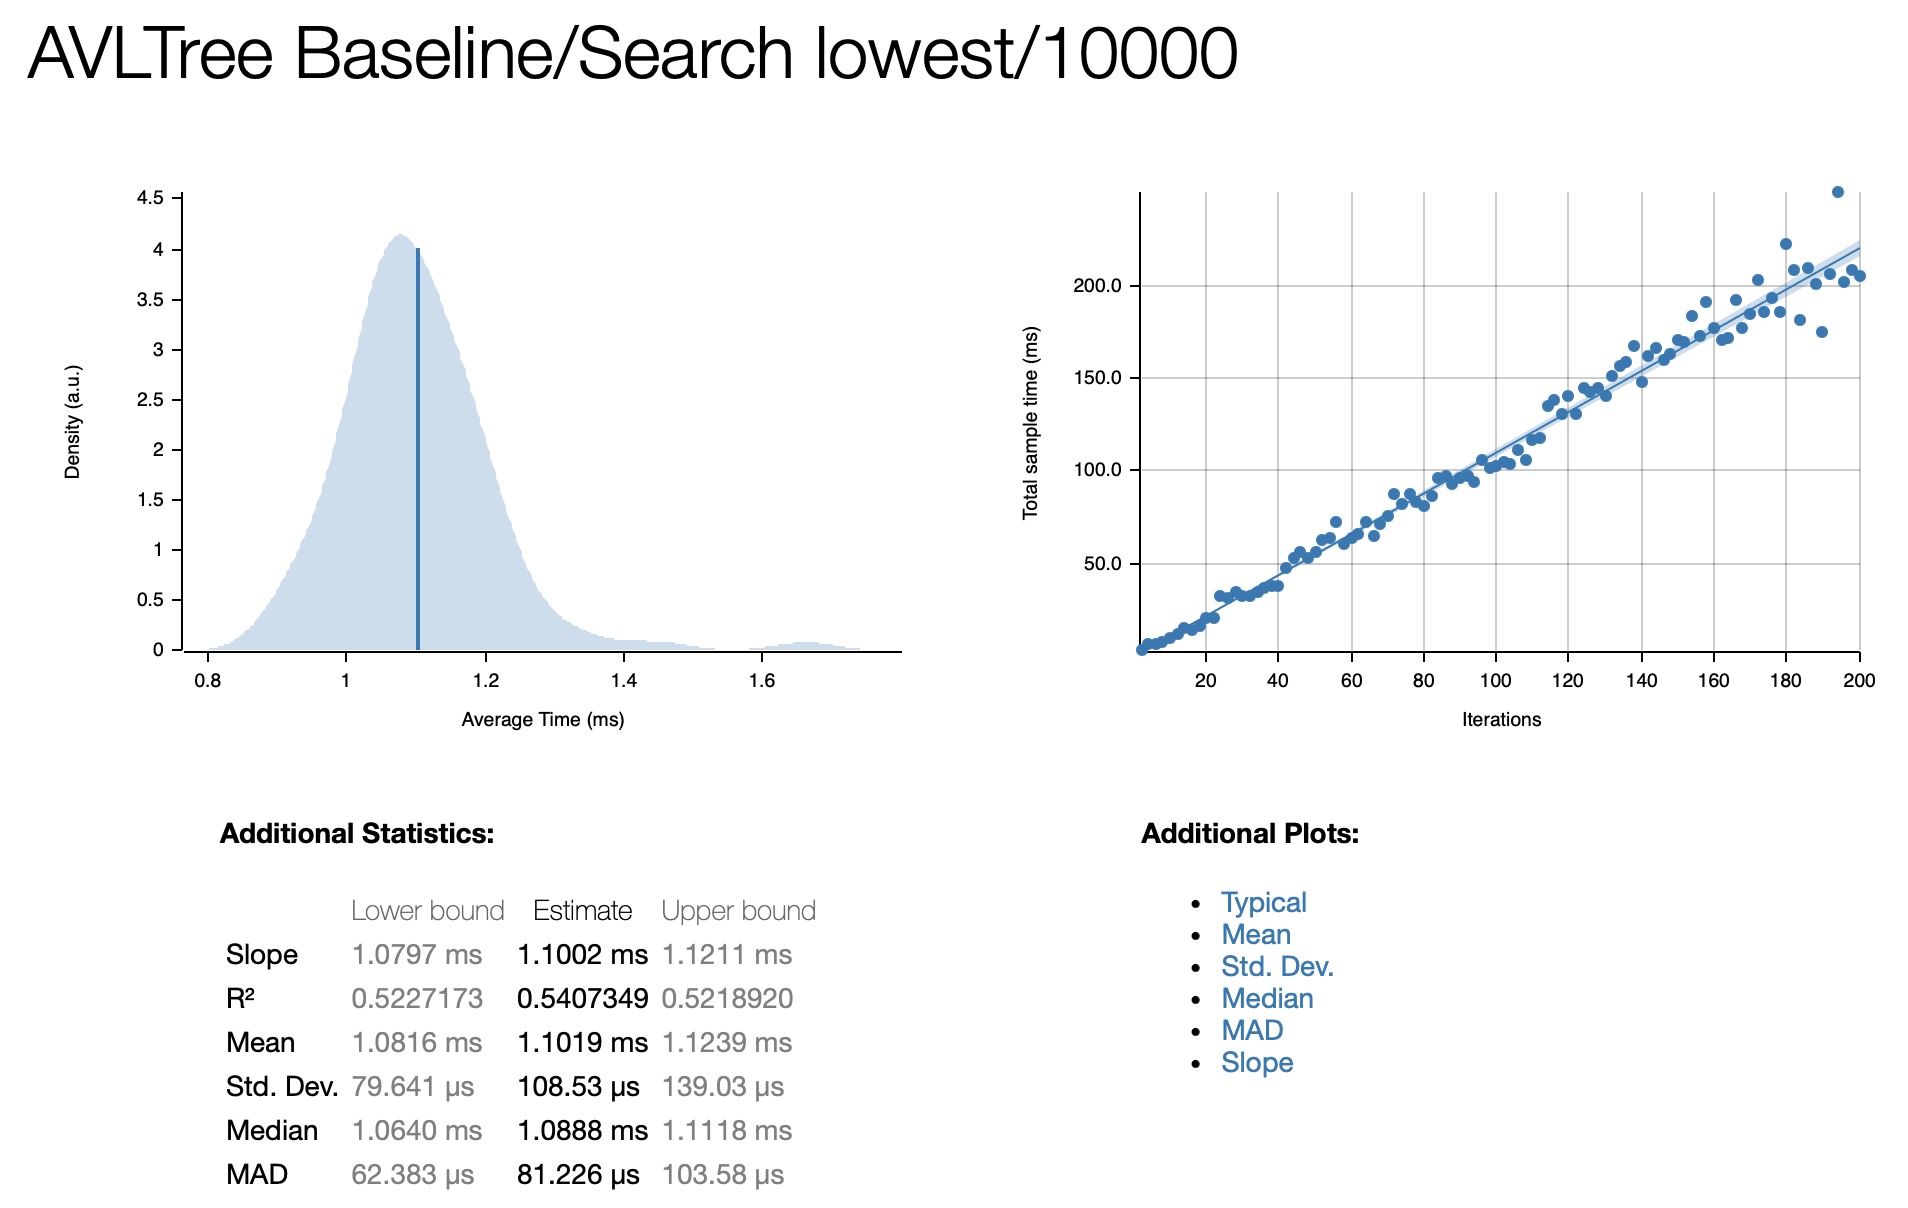 AVLTree Baseline/Search lowest/10000
4.5
4
3.5
3
2.5
2
1.5
1
0.5
0
Density (a.u.)
0.8 1 1.2 1.4 1.6
Average Time (ms)
200.0
150.0
100.0
50.0
Total sample time (ms)
20 40 60 80 100 120 140 160 180 200
Iterations
Additional Statistics:
Lower bound Estimate Upper bound
Slope 1.0797 ms 1.1002 ms 1.1211 ms
R² 0.5227173 0.5407349 0.5218920
Mean 1.0816 ms 1.1019 ms 1.1239 ms
Std. Dev. 79.641 µs 108.53 µs 139.03 µs
Median 1.0640 ms 1.0888 ms 1.1118 ms
MAD 62.383 µs 81.226 µs 103.58 µs
Additional Plots:
• Typical
• Mean
• Std. Dev.
• Median
• MAD
• Slope